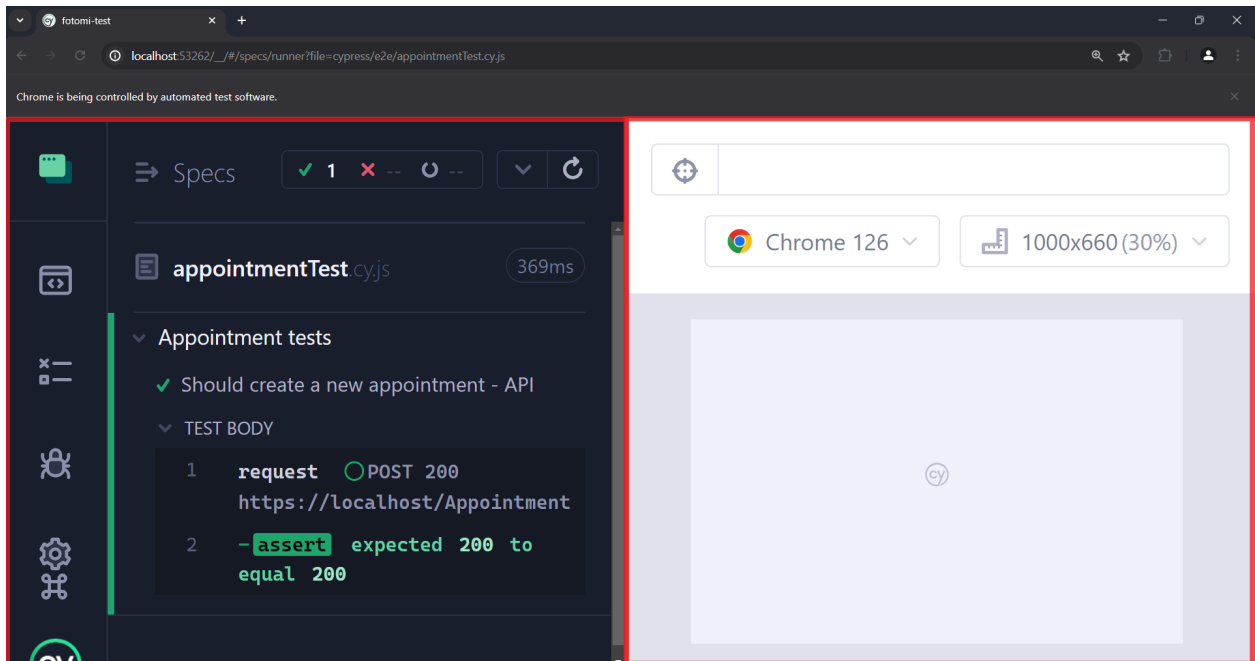 fotomi-test
localhost:53262/__/#/specs/runner?file=cypress/e2e/appointmentTest.cy.js
Chrome is being controlled by automated test software.
Specs 1 -- --
appointmentTest.cy.js 369ms
Appointment tests
Should create a new appointment - API
TEST BODY
1 request POST 200
https://localhost/Appointment
2 -assert expected 200 to
equal 200
Chrome 126 1000x660 (30%)
cy
cy